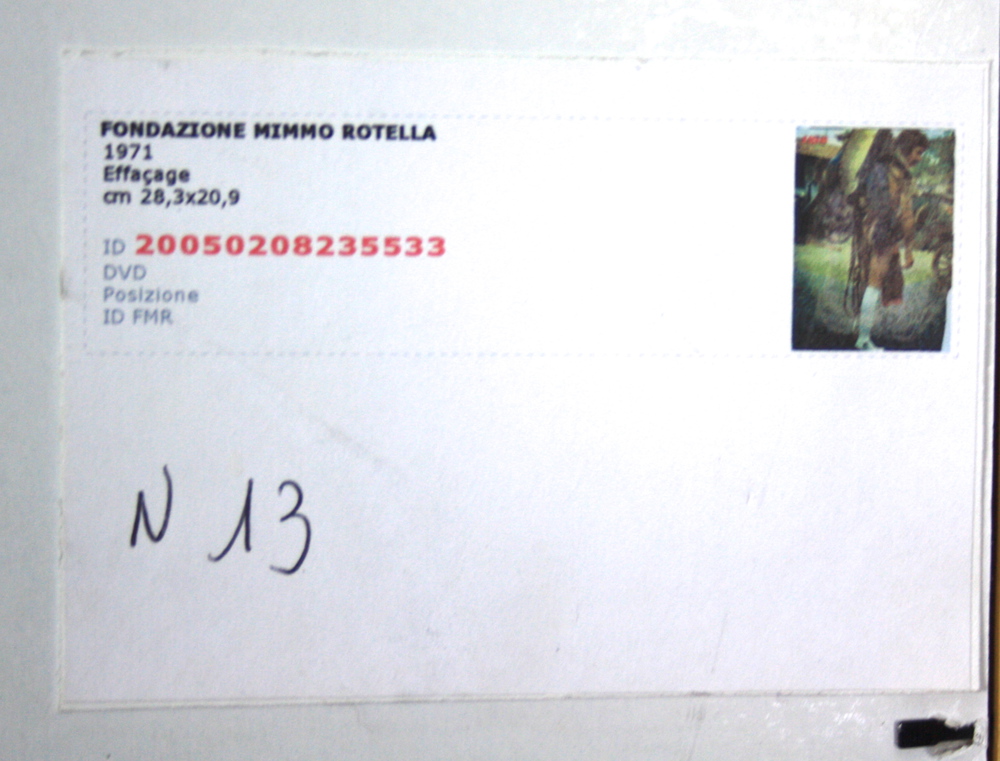 FONDAZIONE MIMMO ROTELLA
1971
Effaçage
cm 28,3x20,9
ID 20050208235533
DVD
Posizione
ID FMR
N 13